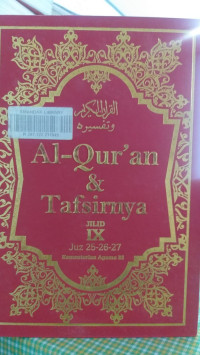 القرآن الكريم
وتفسيره
Al-Qur'an
&
Tafsirnya
JILID
IX
Juz 25-26-27
Kementerian Agama RI